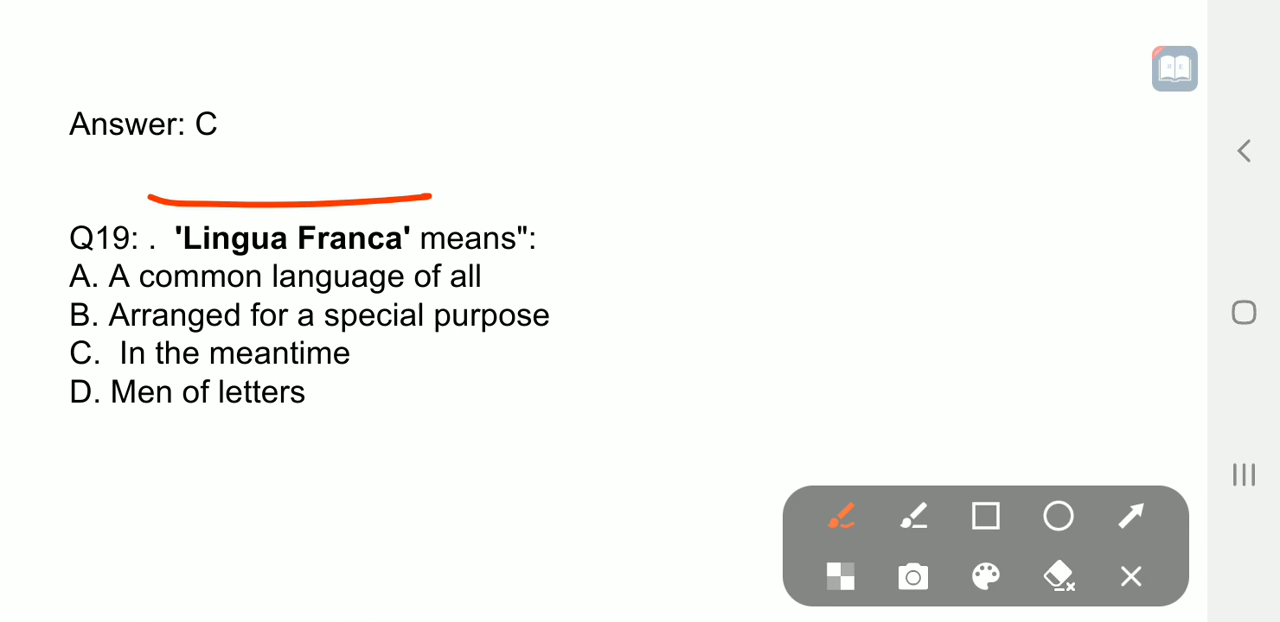 Answer: C
Q19: . 'Lingua Franca' means":
A. A common language of all
B. Arranged for a special purpose
C. In the meantime
D. Men of letters